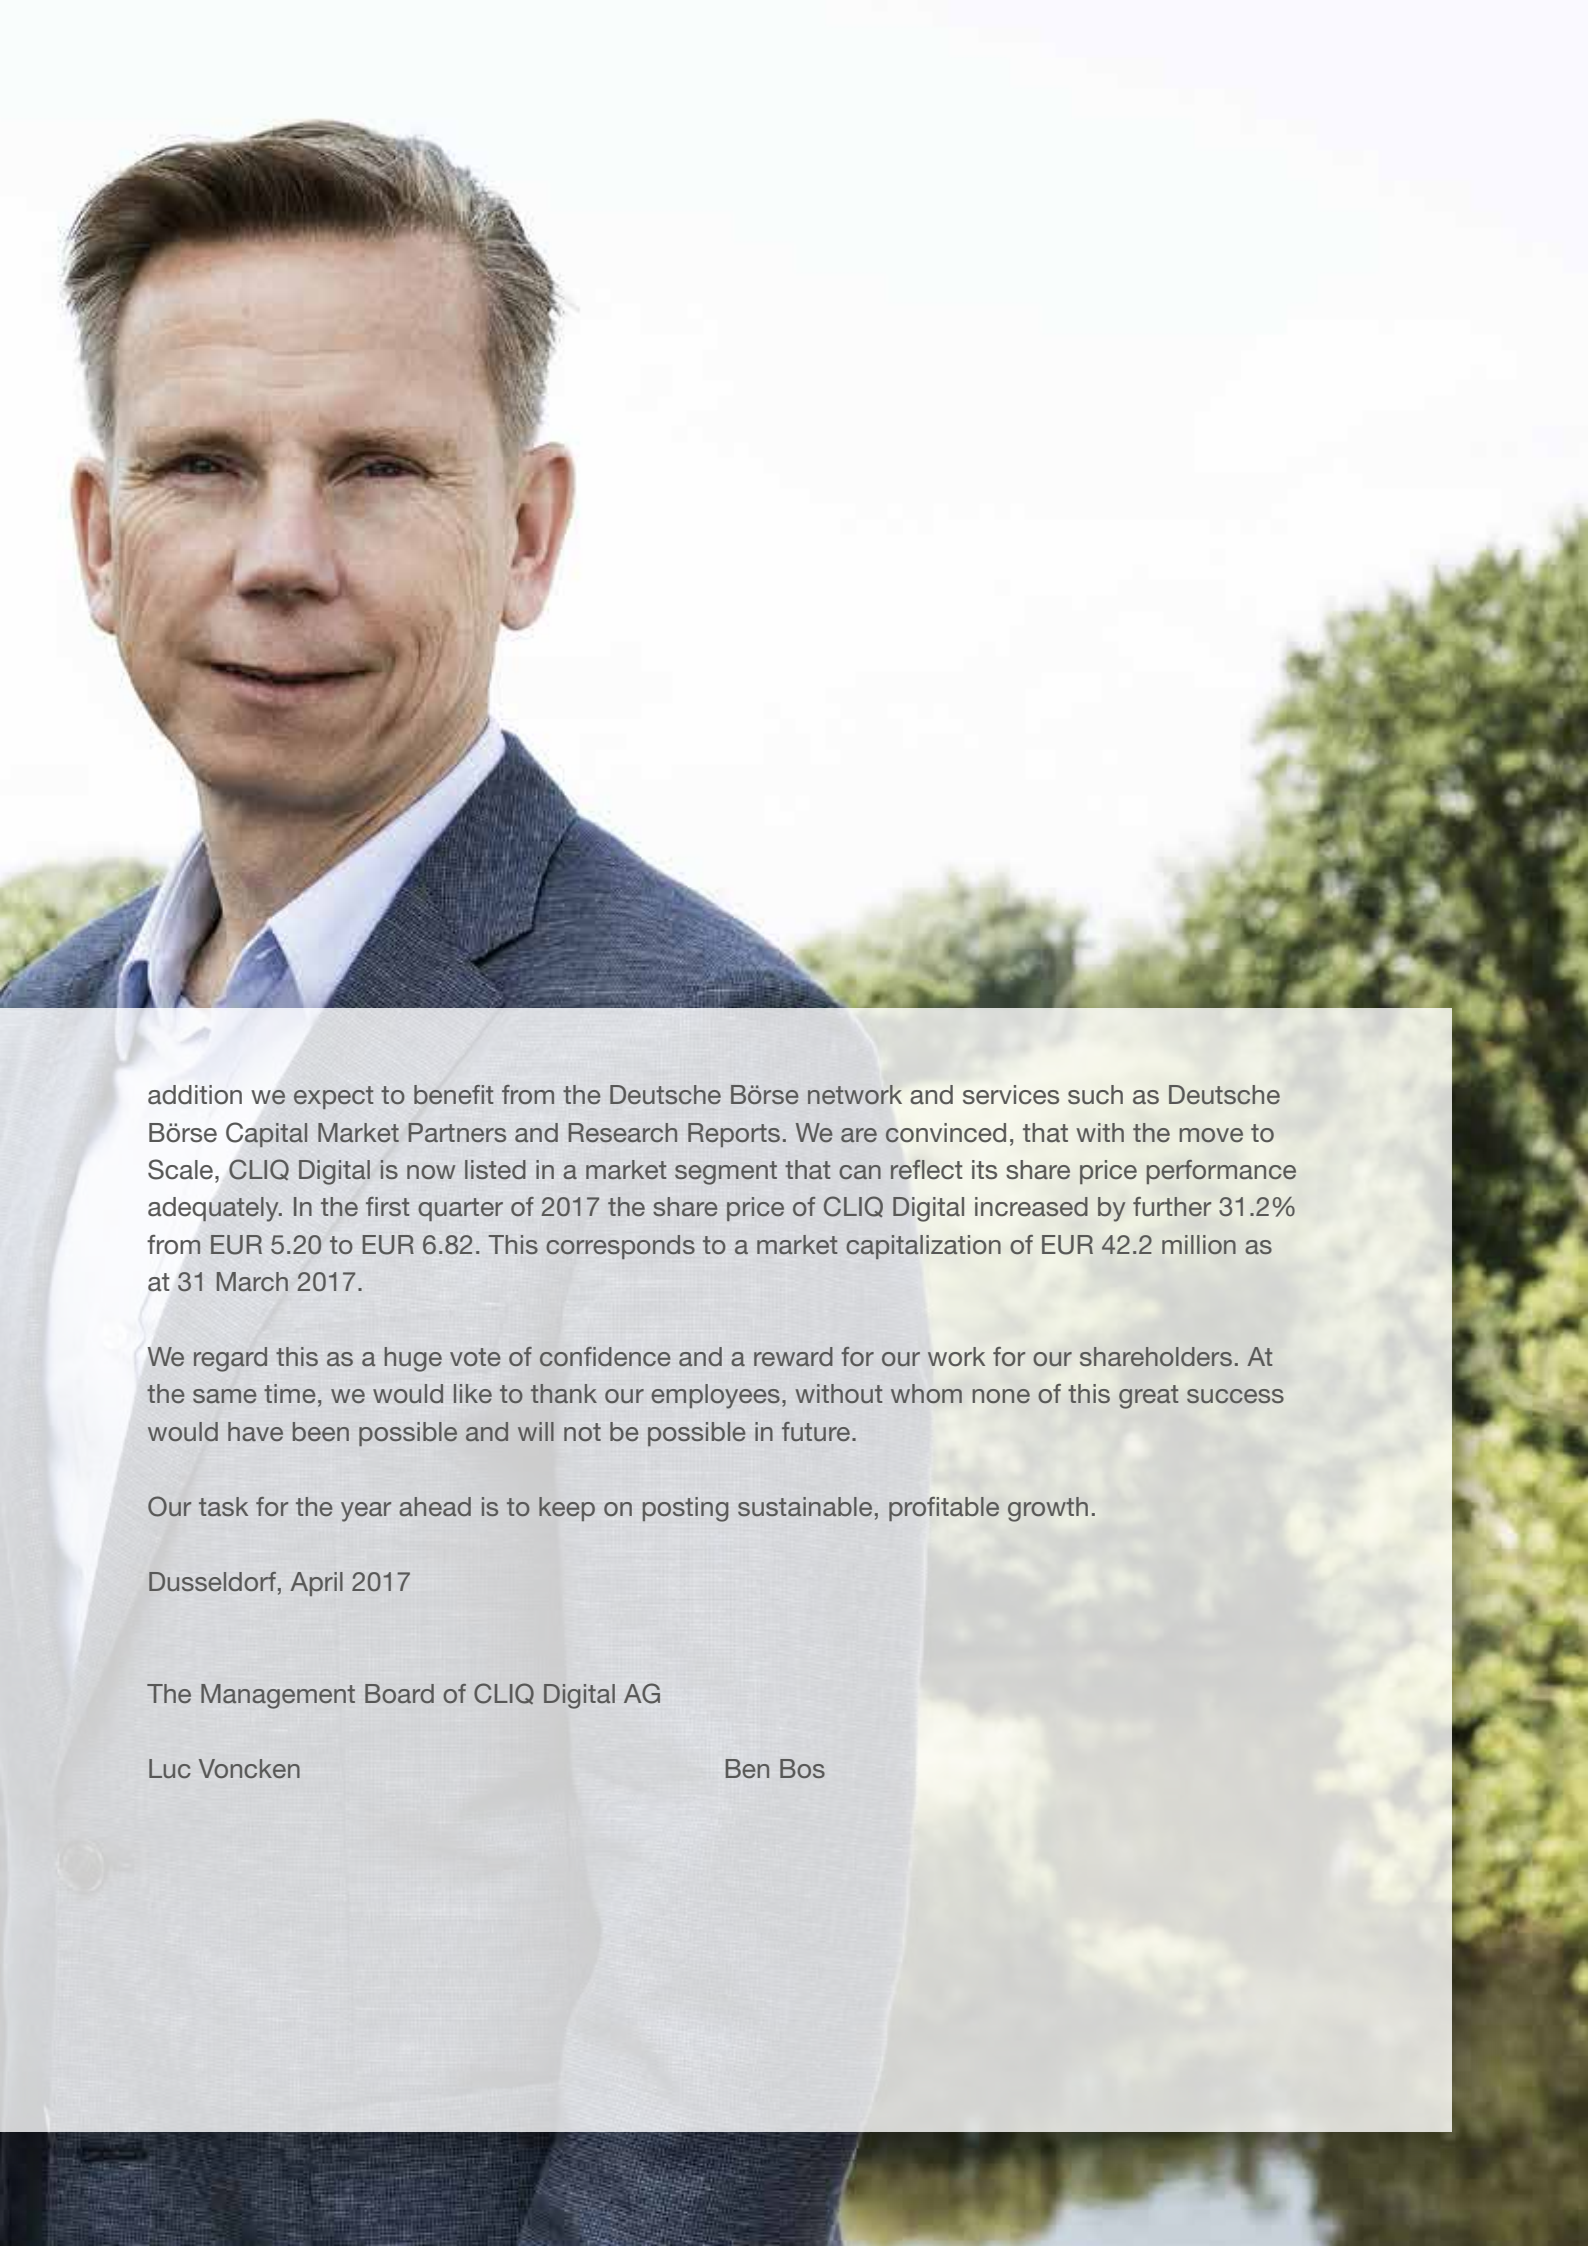 addition we expect to benefit from the Deutsche Börse network and services such as Deutsche
Börse Capital Market Partners and Research Reports. We are convinced, that with the move to
Scale, CLIQ Digital is now listed in a market segment that can reflect its share price performance
adequately. In the first quarter of 2017 the share price of CLIQ Digital increased by further 31.2%
from EUR 5.20 to EUR 6.82. This corresponds to a market capitalization of EUR 42.2 million as
at 31 March 2017.
We regard this as a huge vote of confidence and a reward for our work for our shareholders. At
the same time, we would like to thank our employees, without whom none of this great success
would have been possible and will not be possible in future.
Our task for the year ahead is to keep on posting sustainable, profitable growth.
Dusseldorf, April 2017
The Management Board of CLIQ Digital AG
Luc Voncken Ben Bos